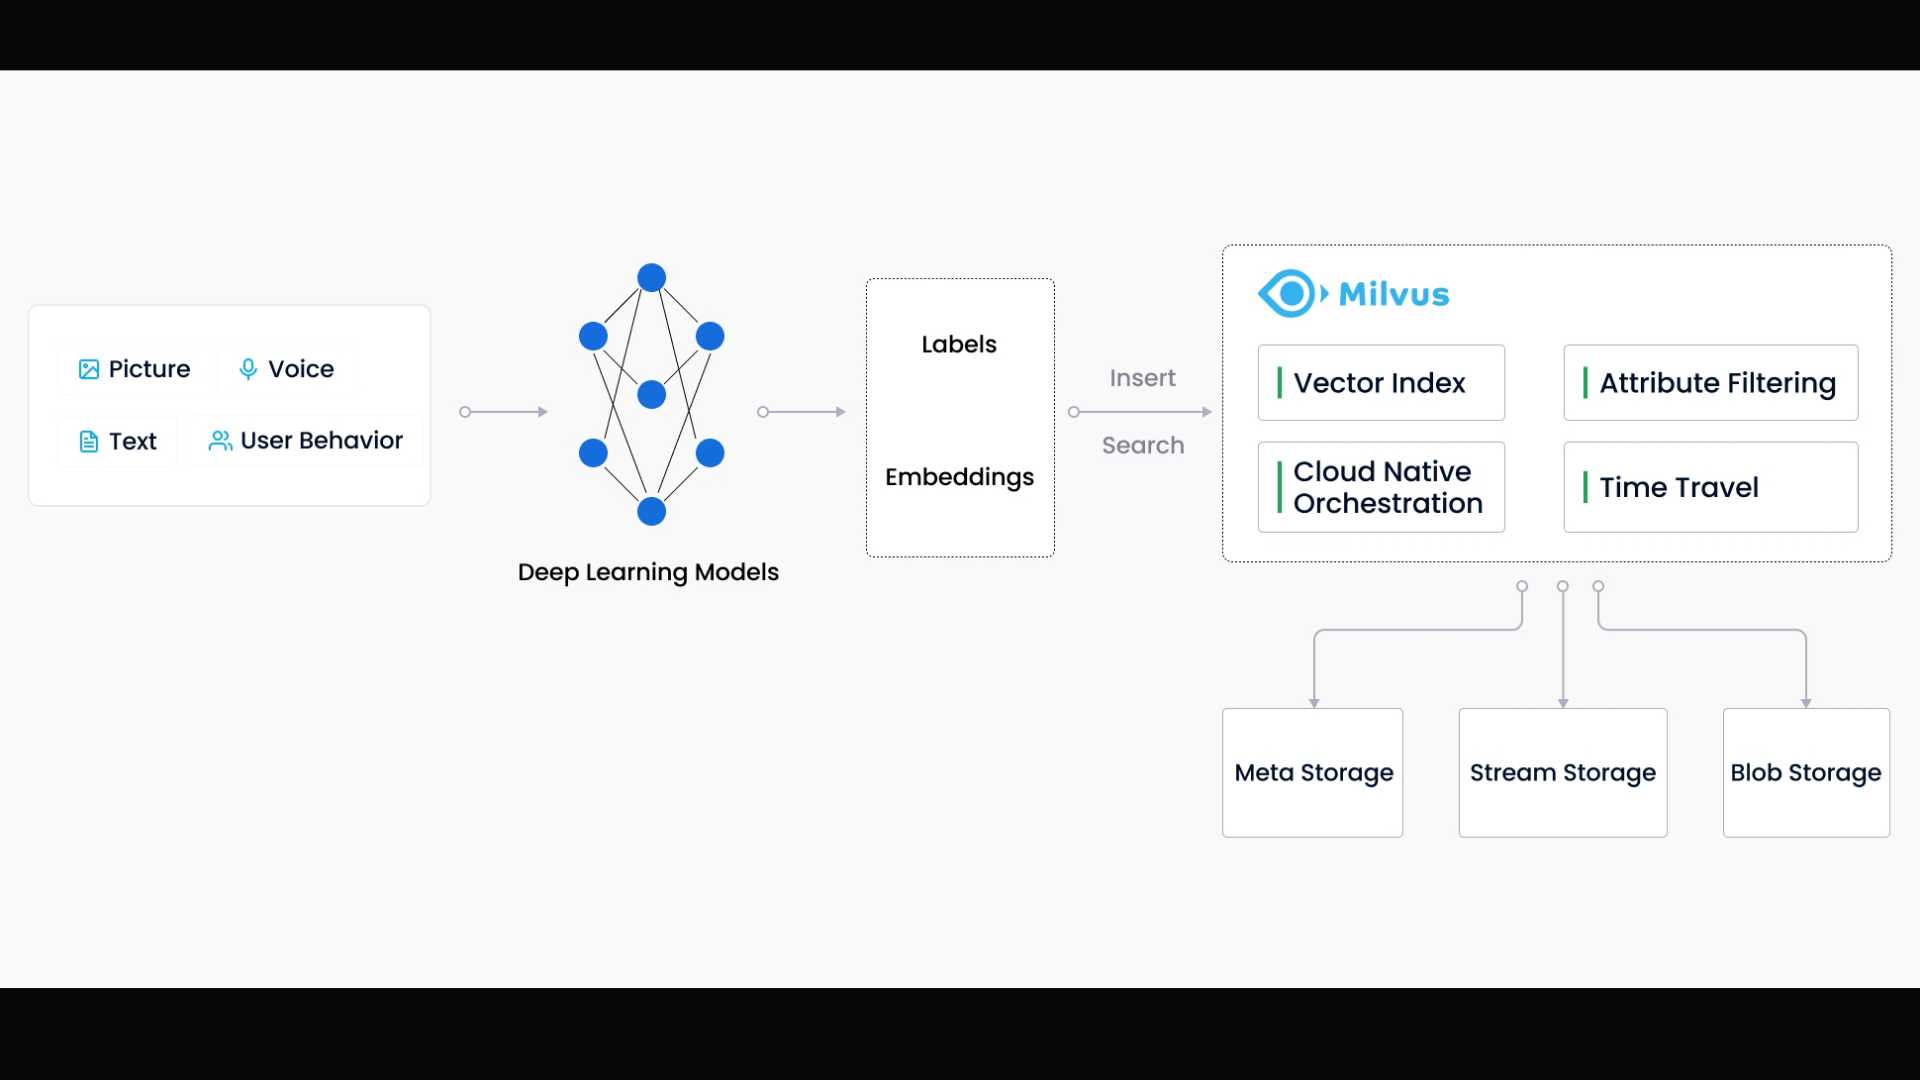 Picture
Voice
Text
User Behavior
Deep Learning Models
Labels
Embeddings
Insert
Search
Milvus
Vector Index
Attribute Filtering
Cloud Native
Orchestration
Time Travel
Meta Storage
Stream Storage
Blob Storage